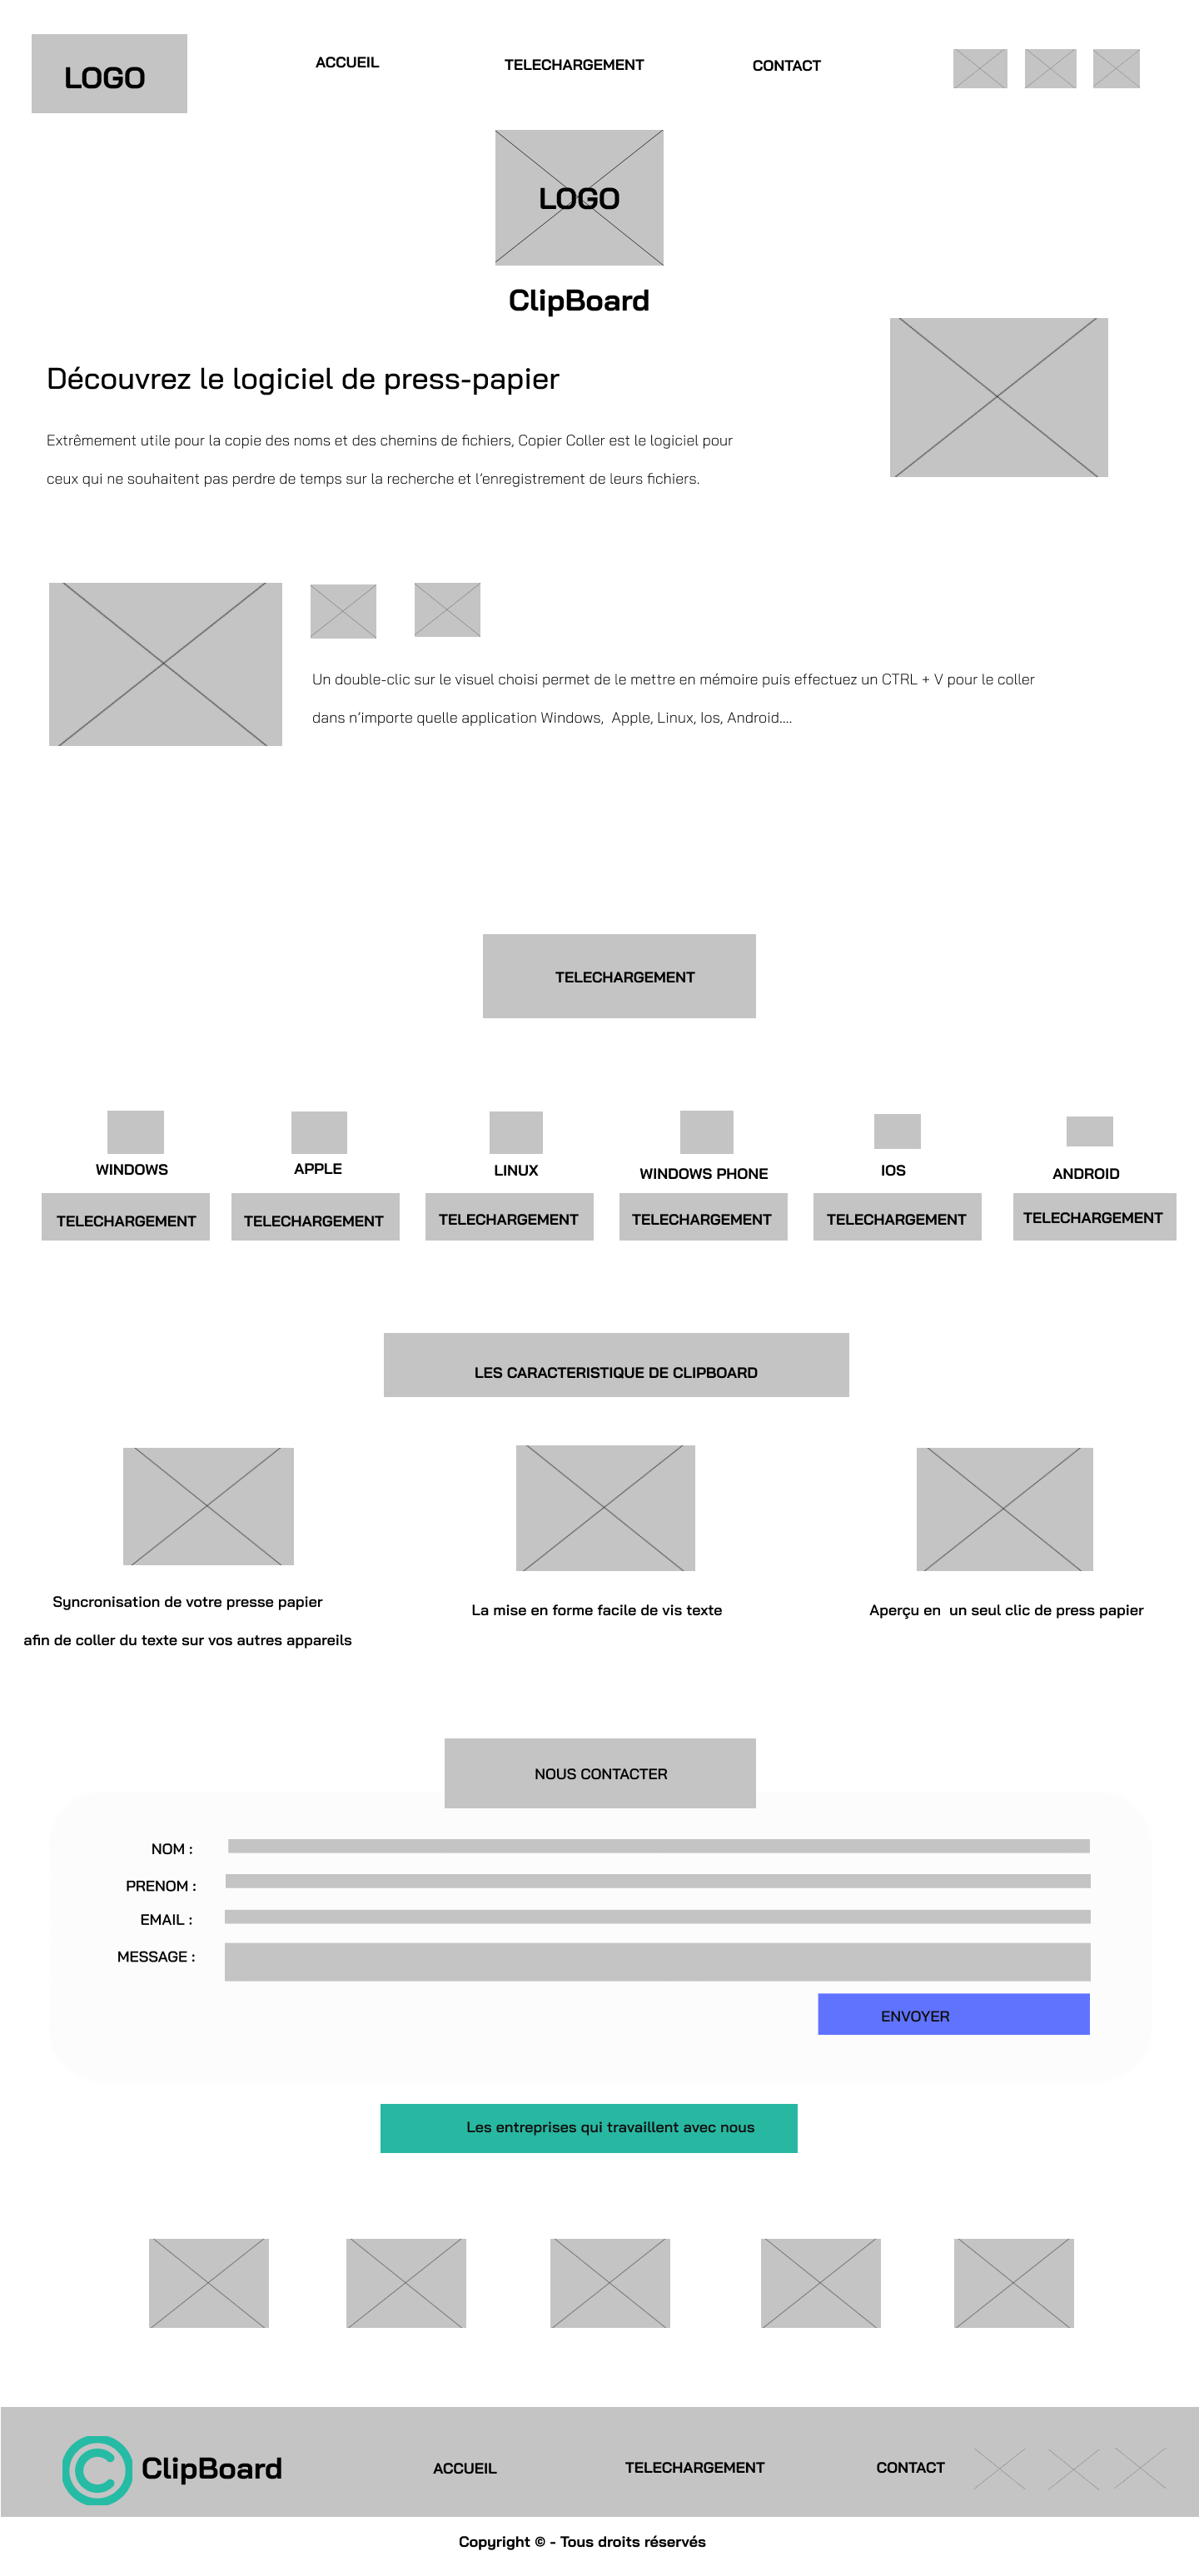 LOGO
ACCUEIL
TELECHARGEMENT
CONTACT
LOGO
ClipBoard
Découvrez le logiciel de press-papier
Extrêmement utile pour la copie des noms et des chemins de fichiers, Copier Coller est le logiciel pour
ceux qui ne souhaitent pas perdre de temps sur la recherche et l’enregistrement de leurs fichiers.
Un double-clic sur le visuel choisi permet de le mettre en mémoire puis effectuez un CTRL + V pour le coller
dans n’importe quelle application Windows,  Apple, Linux, Ios, Android....
TELECHARGEMENT
WINDOWS
APPLE
LINUX
WINDOWS PHONE
IOS
ANDROID
TELECHARGEMENT
TELECHARGEMENT
TELECHARGEMENT
TELECHARGEMENT
TELECHARGEMENT
TELECHARGEMENT
LES CARACTERISTIQUE DE CLIPBOARD
Syncronisation de votre presse papier
afin de coller du texte sur vos autres appareils
La mise en forme facile de vis texte
Aperçu en  un seul clic de press papier
NOUS CONTACTER
NOM :
PRENOM :
EMAIL :
MESSAGE :
ENVOYER
Les entreprises qui travaillent avec nous
ClipBoard
ACCUEIL
TELECHARGEMENT
CONTACT
Copyright © - Tous droits réservés